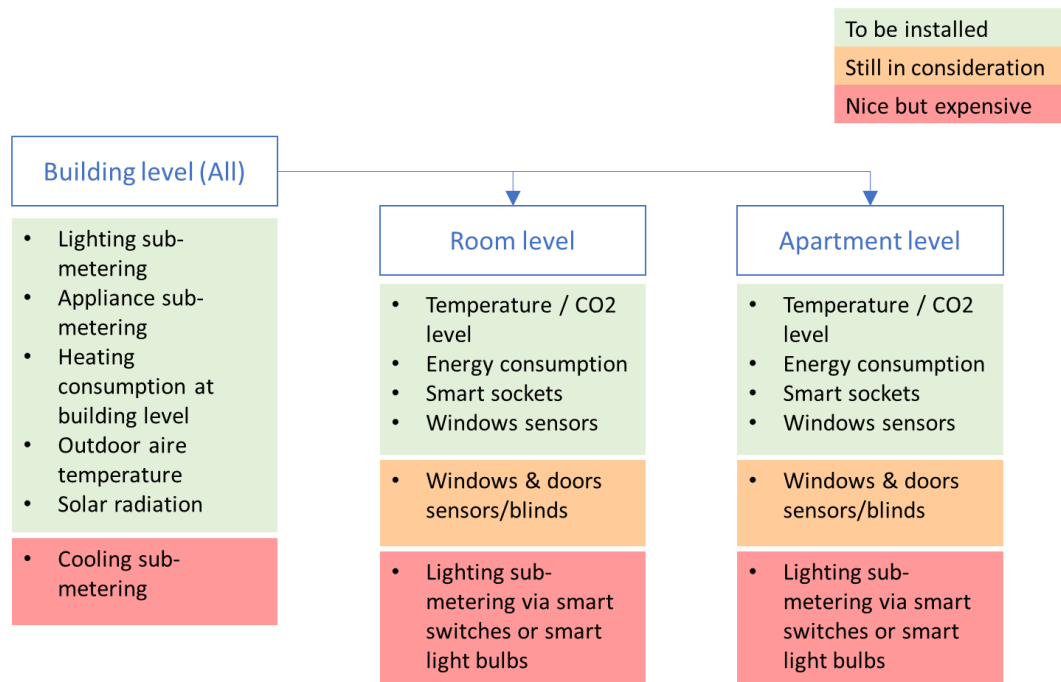 To be installed
Still in consideration
Nice but expensive
Building level (All)
• Lighting sub-
metering
• Appliance sub-
metering
• Heating
consumption at
building level
• Outdoor aire
temperature
• Solar radiation
• Cooling sub-
metering
Room level
• Temperature / CO2
level
• Energy consumption
• Smart sockets
• Windows sensors
• Windows & doors
sensors/blinds
• Lighting sub-
metering via smart
switches or smart
light bulbs
Apartment level
• Temperature / CO2
level
• Energy consumption
• Smart sockets
• Windows sensors
• Windows & doors
sensors/blinds
• Lighting sub-
metering via smart
switches or smart
light bulbs